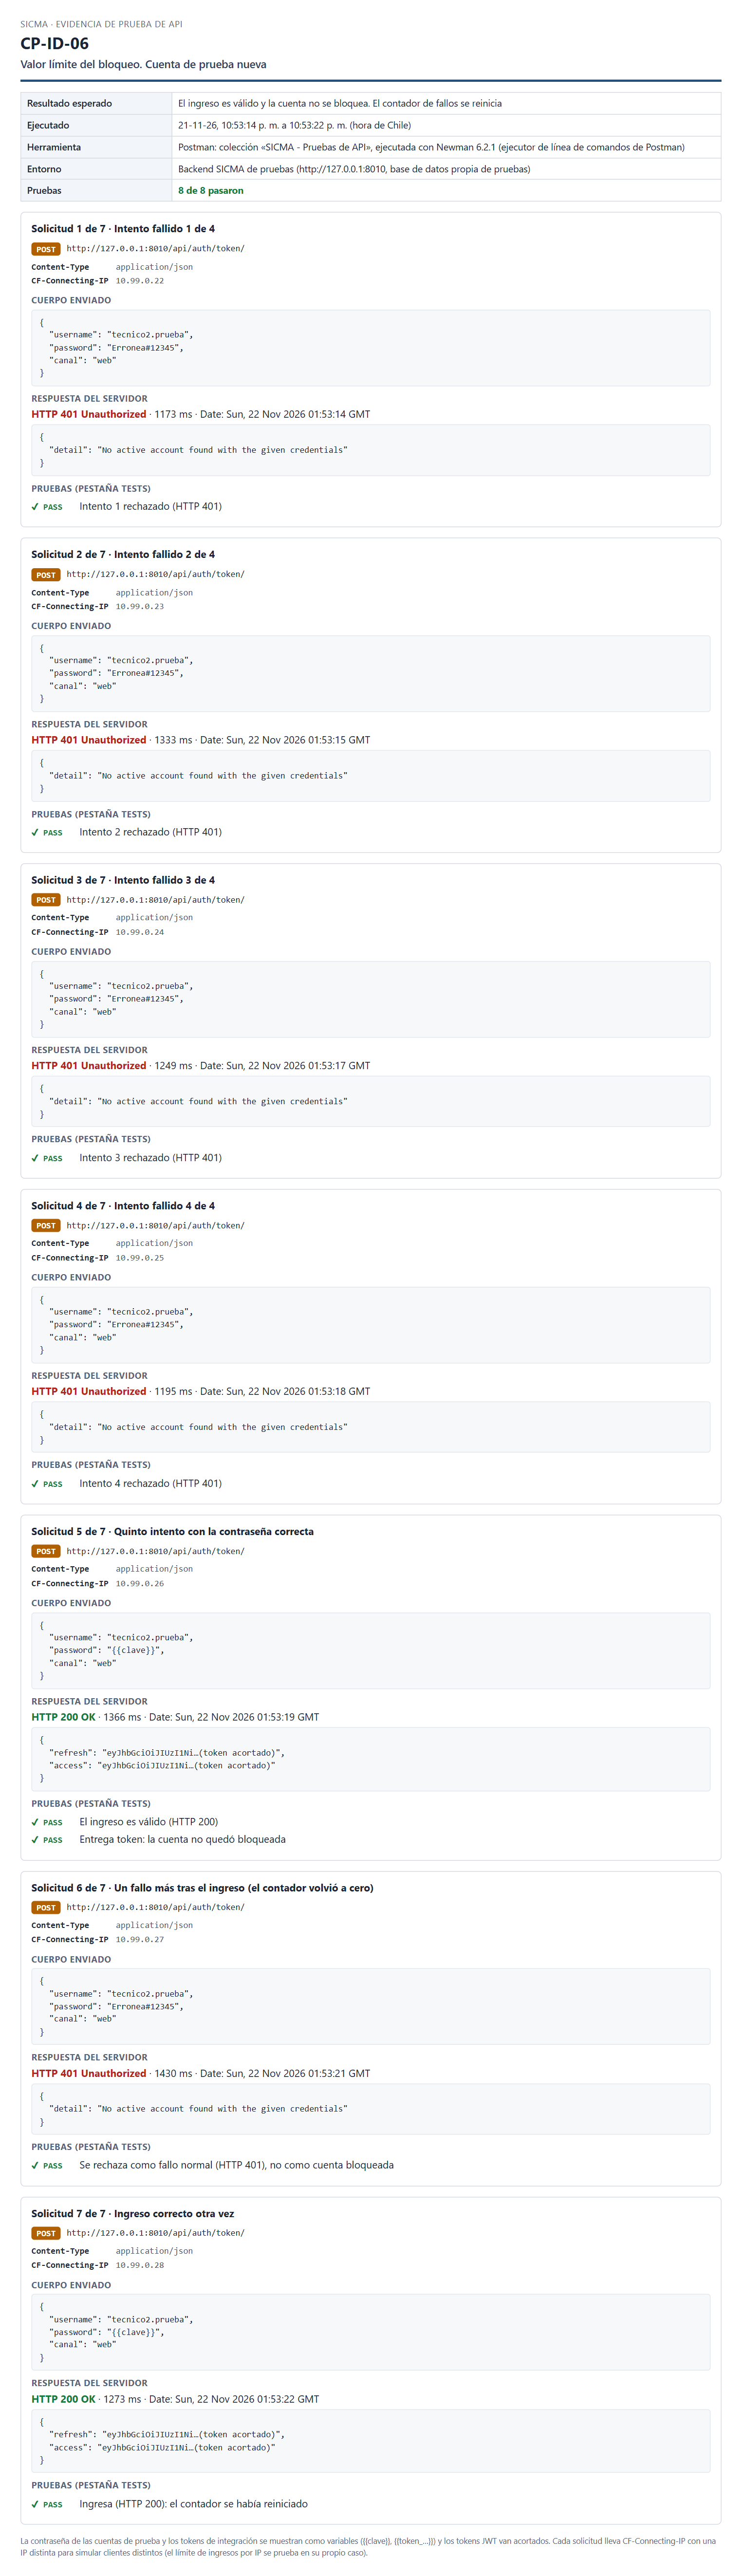 SICMA · EVIDENCIA DE PRUEBA DE API
CP-ID-06
Valor límite del bloqueo. Cuenta de prueba nueva
Resultado esperado El ingreso es válido y la cuenta no se bloquea. El contador de fallos se reinicia
Ejecutado 21-11-26, 10:53:14 p. m. a 10:53:22 p. m. (hora de Chile)
Herramienta Postman: colección «SICMA - Pruebas de API», ejecutada con Newman 6.2.1 (ejecutor de línea de comandos de Postman)
Entorno Backend SICMA de pruebas (http://127.0.0.1:8010, base de datos propia de pruebas)
Pruebas 8 de 8 pasaron
Solicitud 1 de 7 · Intento fallido 1 de 4
POST http://127.0.0.1:8010/api/auth/token/
Content-Type application/json
CF-Connecting-IP 10.99.0.22
CUERPO ENVIADO
{
"username": "tecnico2.prueba",
"password": "Erronea#12345",
"canal": "web"
}
RESPUESTA DEL SERVIDOR
HTTP 401 Unauthorized · 1173 ms · Date: Sun, 22 Nov 2026 01:53:14 GMT
{
"detail": "No active account found with the given credentials"
}
PRUEBAS (PESTAÑA TESTS)
✓ PASS Intento 1 rechazado (HTTP 401)
Solicitud 2 de 7 · Intento fallido 2 de 4
POST http://127.0.0.1:8010/api/auth/token/
Content-Type application/json
CF-Connecting-IP 10.99.0.23
CUERPO ENVIADO
{
"username": "tecnico2.prueba",
"password": "Erronea#12345",
"canal": "web"
}
RESPUESTA DEL SERVIDOR
HTTP 401 Unauthorized · 1333 ms · Date: Sun, 22 Nov 2026 01:53:15 GMT
{
"detail": "No active account found with the given credentials"
}
PRUEBAS (PESTAÑA TESTS)
✓ PASS Intento 2 rechazado (HTTP 401)
Solicitud 3 de 7 · Intento fallido 3 de 4
POST http://127.0.0.1:8010/api/auth/token/
Content-Type application/json
CF-Connecting-IP 10.99.0.24
CUERPO ENVIADO
{
"username": "tecnico2.prueba",
"password": "Erronea#12345",
"canal": "web"
}
RESPUESTA DEL SERVIDOR
HTTP 401 Unauthorized · 1249 ms · Date: Sun, 22 Nov 2026 01:53:17 GMT
{
"detail": "No active account found with the given credentials"
}
PRUEBAS (PESTAÑA TESTS)
✓ PASS Intento 3 rechazado (HTTP 401)
Solicitud 4 de 7 · Intento fallido 4 de 4
POST http://127.0.0.1:8010/api/auth/token/
Content-Type application/json
CF-Connecting-IP 10.99.0.25
CUERPO ENVIADO
{
"username": "tecnico2.prueba",
"password": "Erronea#12345",
"canal": "web"
}
RESPUESTA DEL SERVIDOR
HTTP 401 Unauthorized · 1195 ms · Date: Sun, 22 Nov 2026 01:53:18 GMT
{
"detail": "No active account found with the given credentials"
}
PRUEBAS (PESTAÑA TESTS)
✓ PASS Intento 4 rechazado (HTTP 401)
Solicitud 5 de 7 · Quinto intento con la contraseña correcta
POST http://127.0.0.1:8010/api/auth/token/
Content-Type application/json
CF-Connecting-IP 10.99.0.26
CUERPO ENVIADO
{
"username": "tecnico2.prueba",
"password": "{{clave}}",
"canal": "web"
}
RESPUESTA DEL SERVIDOR
HTTP 200 OK · 1366 ms · Date: Sun, 22 Nov 2026 01:53:19 GMT
{
"refresh": "eyJhbGciOiJIUzI1Ni…(token acortado)",
"access": "eyJhbGciOiJIUzI1Ni…(token acortado)"
}
PRUEBAS (PESTAÑA TESTS)
✓ PASS El ingreso es válido (HTTP 200)
✓ PASS Entrega token: la cuenta no quedó bloqueada
Solicitud 6 de 7 · Un fallo más tras el ingreso (el contador volvió a cero)
POST http://127.0.0.1:8010/api/auth/token/
Content-Type application/json
CF-Connecting-IP 10.99.0.27
CUERPO ENVIADO
{
"username": "tecnico2.prueba",
"password": "Erronea#12345",
"canal": "web"
}
RESPUESTA DEL SERVIDOR
HTTP 401 Unauthorized · 1430 ms · Date: Sun, 22 Nov 2026 01:53:21 GMT
{
"detail": "No active account found with the given credentials"
}
PRUEBAS (PESTAÑA TESTS)
✓ PASS Se rechaza como fallo normal (HTTP 401), no como cuenta bloqueada
Solicitud 7 de 7 · Ingreso correcto otra vez
POST http://127.0.0.1:8010/api/auth/token/
Content-Type application/json
CF-Connecting-IP 10.99.0.28
CUERPO ENVIADO
{
"username": "tecnico2.prueba",
"password": "{{clave}}",
"canal": "web"
}
RESPUESTA DEL SERVIDOR
HTTP 200 OK · 1273 ms · Date: Sun, 22 Nov 2026 01:53:22 GMT
{
"refresh": "eyJhbGciOiJIUzI1Ni…(token acortado)",
"access": "eyJhbGciOiJIUzI1Ni…(token acortado)"
}
PRUEBAS (PESTAÑA TESTS)
✓ PASS Ingresa (HTTP 200): el contador se había reiniciado
La contraseña de las cuentas de prueba y los tokens de integración se muestran como variables ({{clave}}, {{token_…}}) y los tokens JWT van acortados. Cada solicitud lleva CF-Connecting-IP con una
IP distinta para simular clientes distintos (el límite de ingresos por IP se prueba en su propio caso).